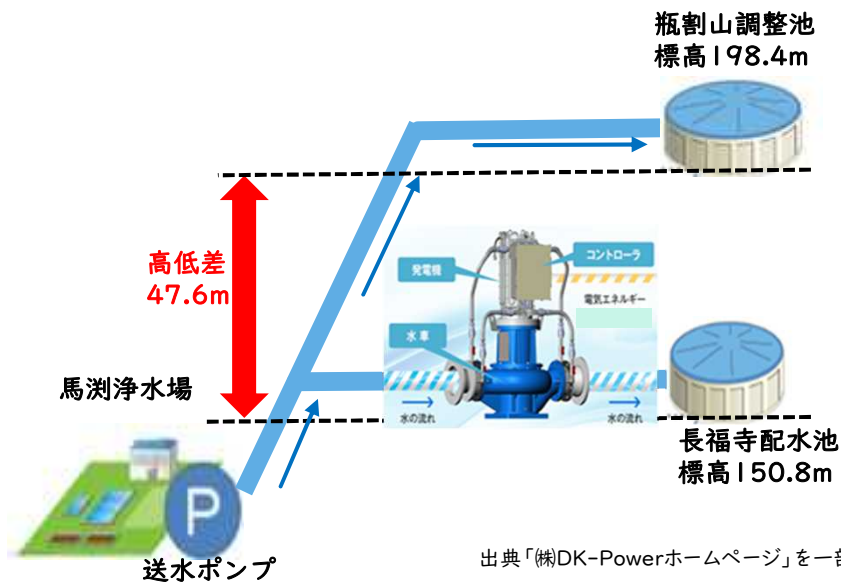 瓶割山調整池
標高198.4m
高低差
47.6m
発電機
コントローラ
電気エネルギー
水車
水の流れ
水の流れ
馬渕浄水場
長福寺配水池
標高150.8m
P
送水ポンプ
出典「㈱DK-Powerホームページ」を一部